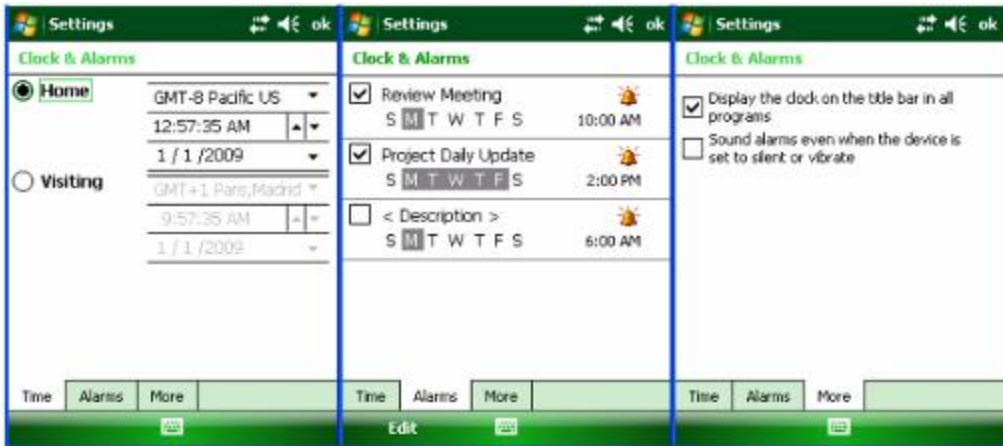 Settings ok
Clock & Alarms
Home
GMT-8 Pacific US
12:57:35 AM
1 / 1 /2009
Visiting
GMT+1 Paris,Madrid
9:57:35 AM
1 / 1 /2009
Time Alarms More
Settings ok
Clock & Alarms
Review Meeting
S M T W T F S 10:00 AM
Project Daily Update
S M T W T F S 2:00 PM
< Description >
S M T W T F S 6:00 AM
Time Alarms More
Edit
Settings ok
Clock & Alarms
Display the clock on the title bar in all
programs
Sound alarms even when the device is
set to silent or vibrate
Time Alarms More